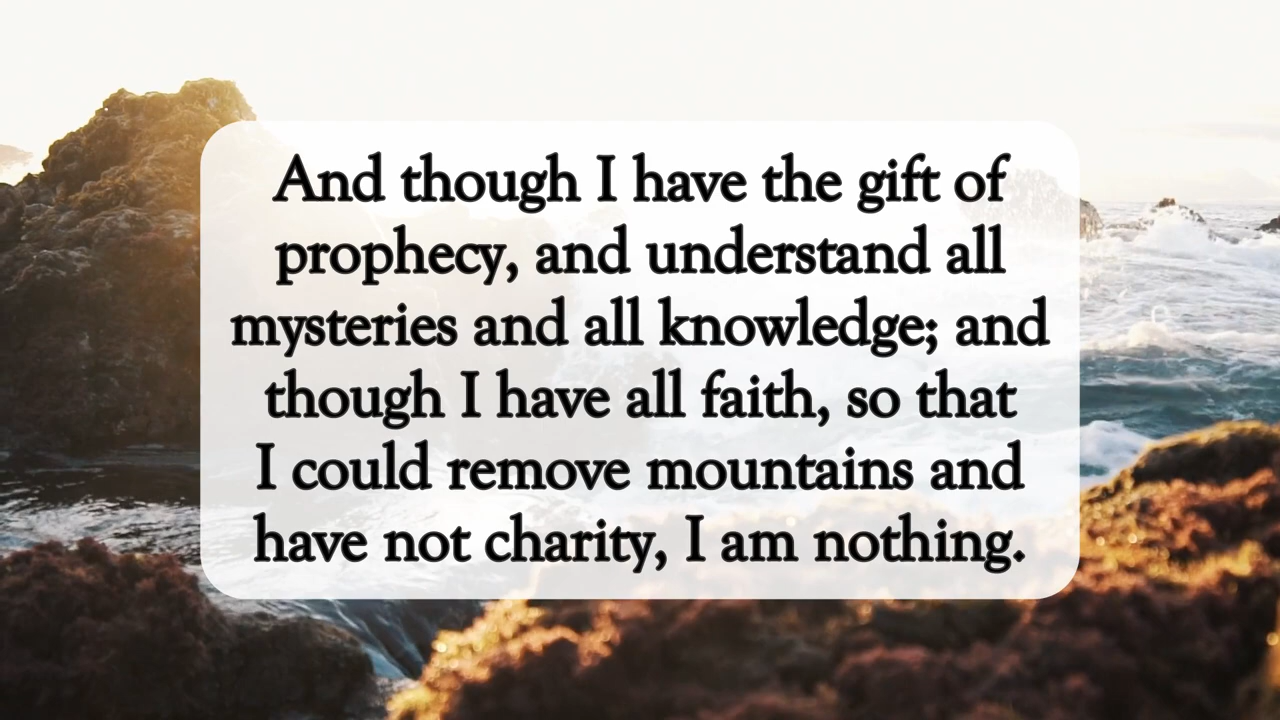 And though I have the gift of
prophecy, and understand all
mysteries and all knowledge; and
though I have all faith, so that
I could remove mountains and
have not charity, I am nothing.